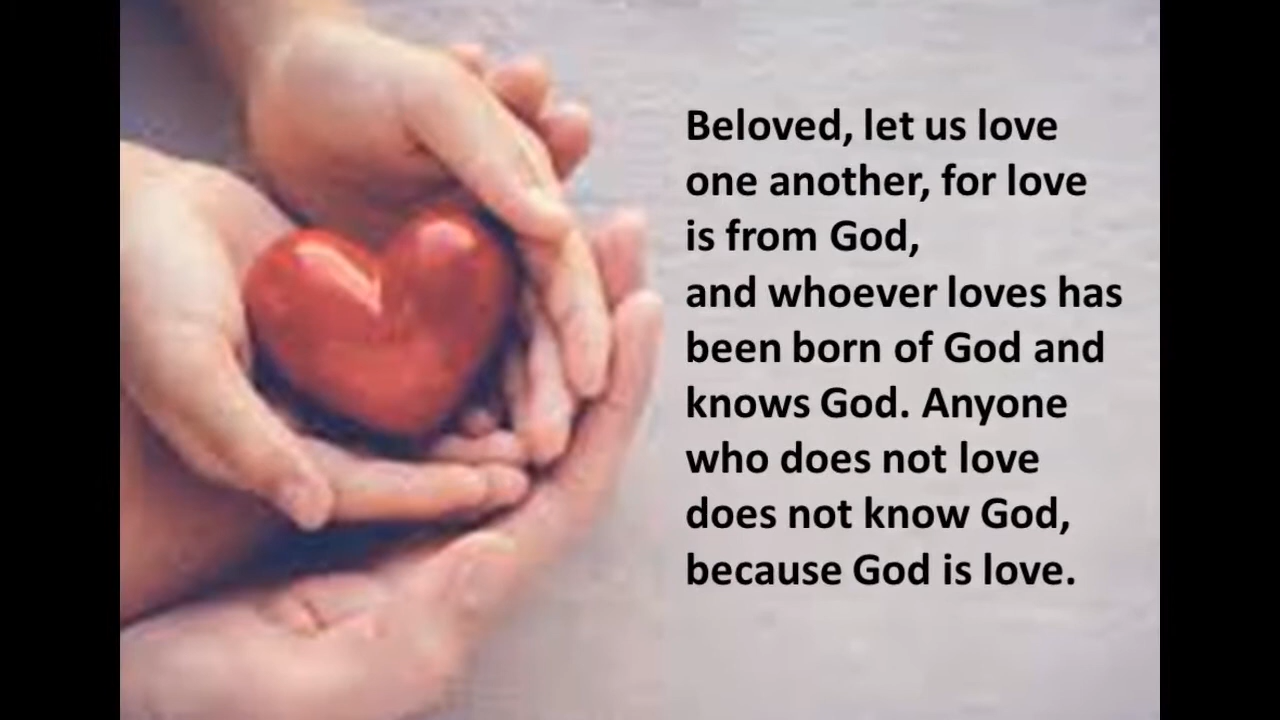 Beloved, let us love
one another, for love
is from God,
and whoever loves has
been born of God and
knows God. Anyone
who does not love
does not know God,
because God is love.